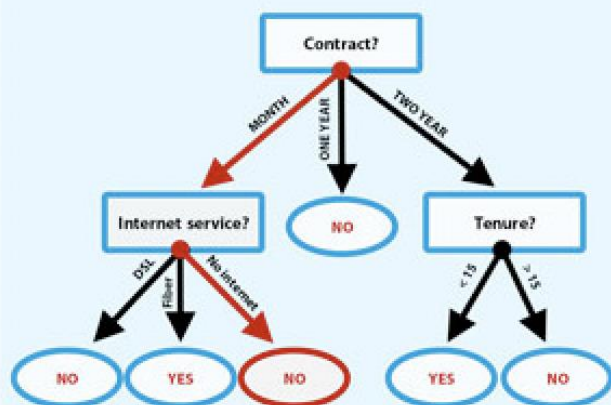 Contract?
MONTH
ONE YEAR
TWO YEAR
Internet service?
NO
Tenure?
DSL
Fiber
No internet
< 15
> 15
NO
YES
NO
YES
NO